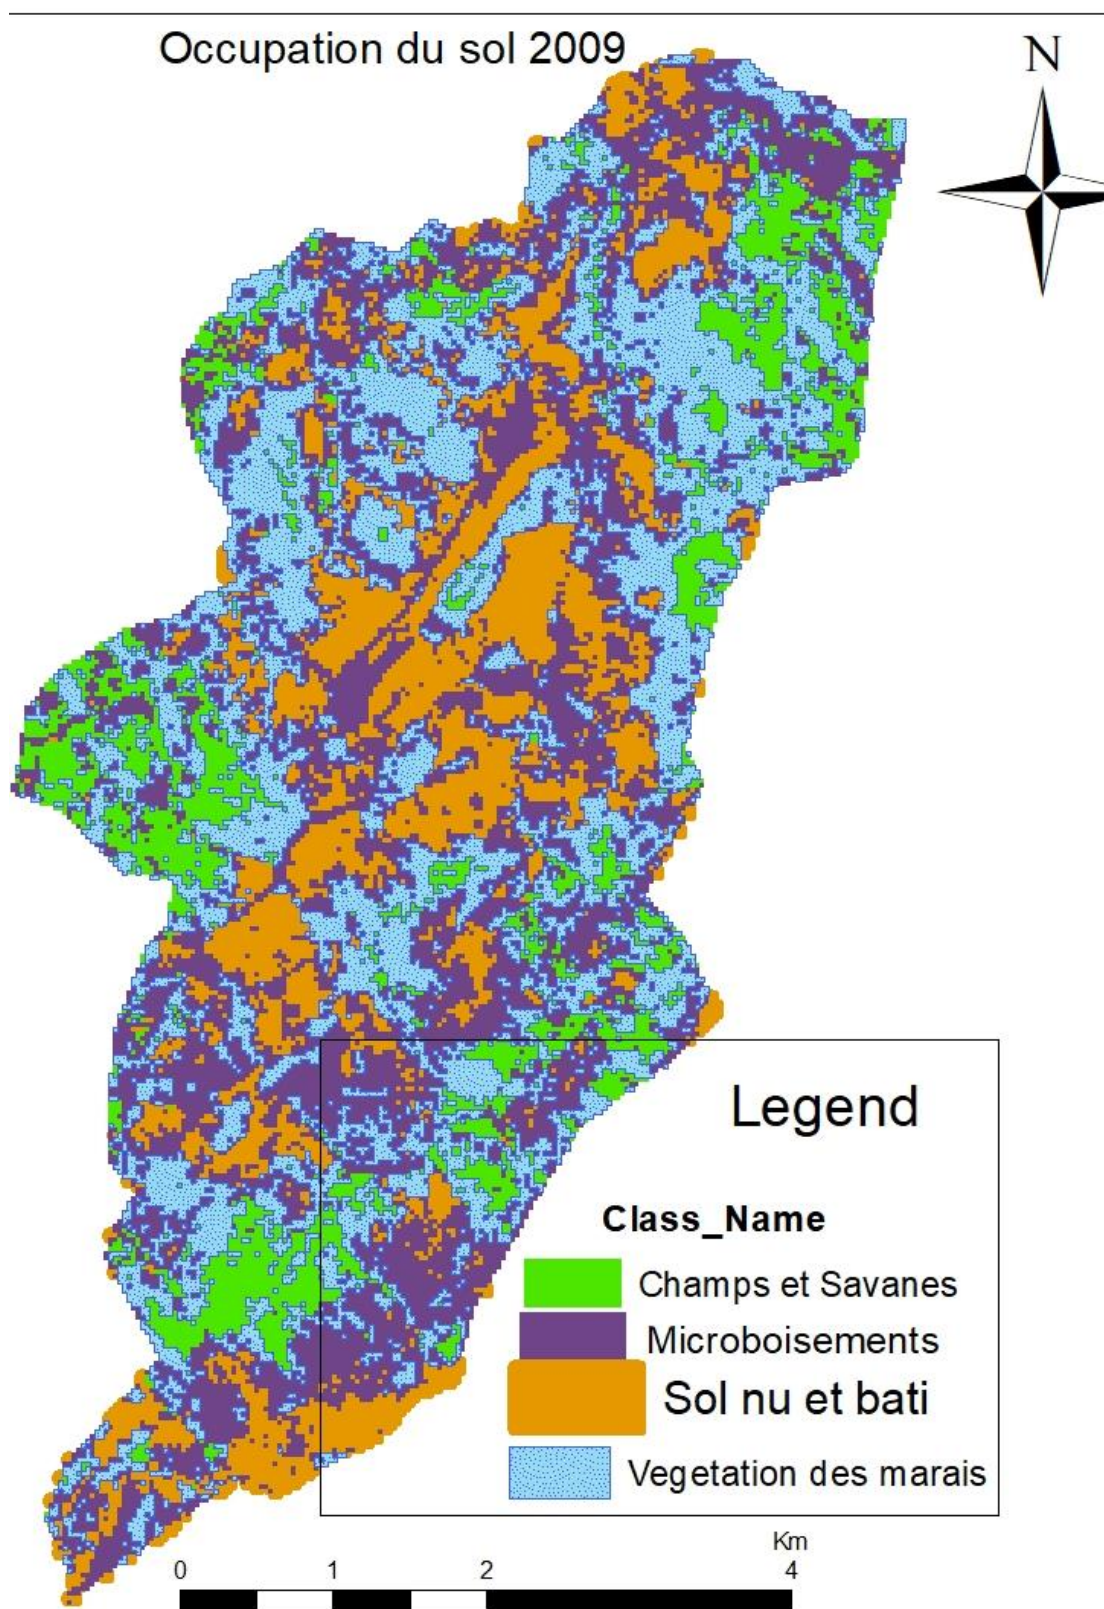 Occupation du sol 2009
N
Legend
Class_Name
Champs et Savanes
Microboisements
Sol nu et bati
Vegetation des marais
Km
0 1 2 4